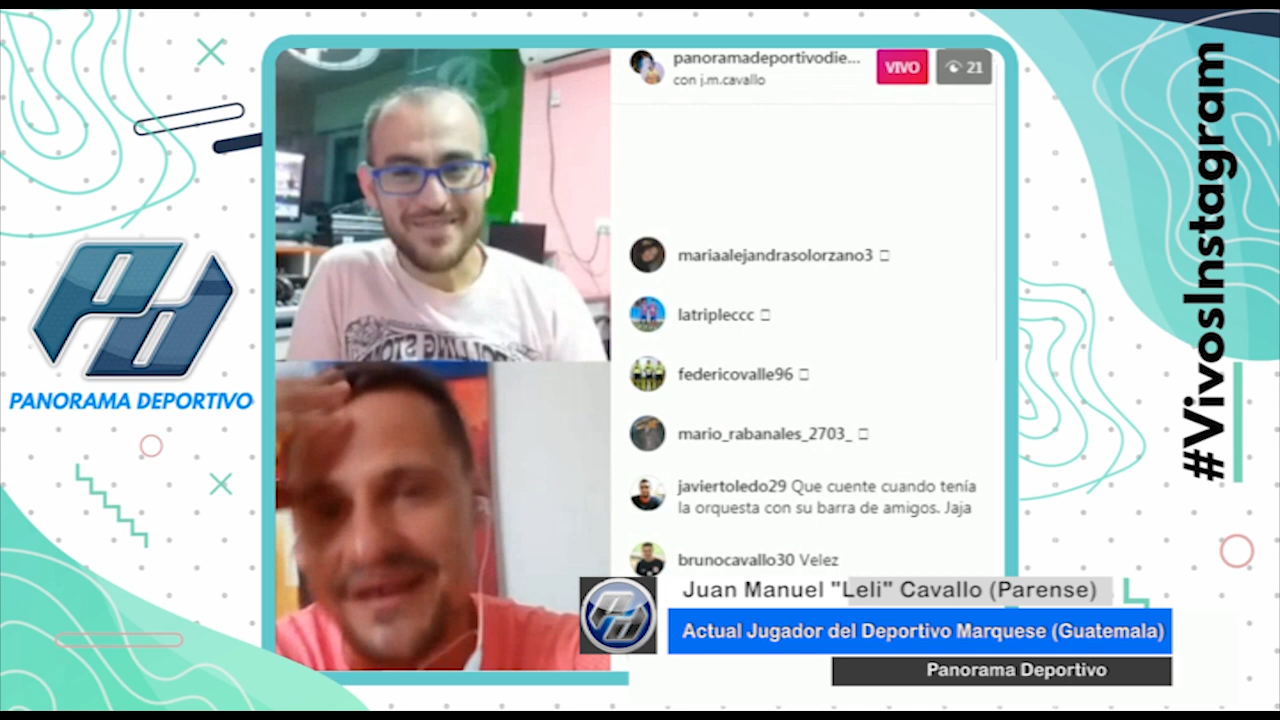 panoramadeportivodie...
con j.m.cavallo
VIVO
21
mariaalejandrasolorzano3
latripleccc
federicovalle96
mario_rabanales_2703_
javiertoledo29 Que cuente cuando tenía
la orquesta con su barra de amigos. Jaja
brunocavallo30 Velez
PD
PANORAMA DEPORTIVO
#VivosInstagram
Juan Manuel "Leli" Cavallo (Parense)
Actual Jugador del Deportivo Marquese (Guatemala)
Panorama Deportivo